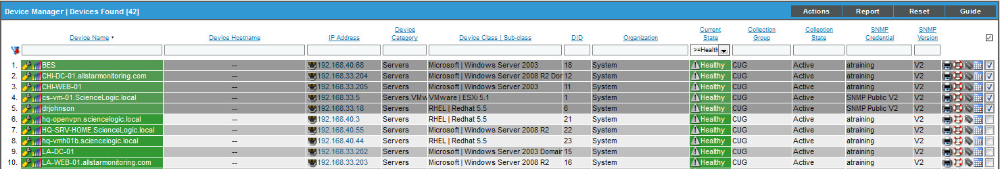 Device Manager | Devices Found [42]
Actions Report Reset Guide
Device Name Device Hostname IP Address Device Category Device Class | Sub-class DID Organization Current State Collection Group Collection State SNMP Credential SNMP Version
>=Health
1. BES -- 192.168.40.68 Servers Microsoft | Windows Server 2003 18 System Healthy CUG Active atraining V2
2. CHI-DC-01.allstarmonitoring.com -- 192.168.33.204 Servers Microsoft | Windows Server 2008 R2 Dor 12 System Healthy CUG Active atraining V2
3. CHI-WEB-01 -- 192.168.33.205 Servers Microsoft | Windows Server 2003 11 System Healthy CUG Active atraining V2
4. cs-vm-01.ScienceLogic.local -- 192.168.33.5 Servers.VMw VMware | ESXi 5.1 1 System Healthy CUG Active SNMP Public V2 V2
5. drjohnson -- 192.168.33.18 Servers RHEL | Redhat 5.5 6 System Healthy CUG Active SNMP Public V2 V2
6. hq-openvpn.sciencelogic.local -- 192.168.40.3 Servers RHEL | Redhat 5.5 21 System Healthy CUG Active atraining V2
7. HQ-SRV-HOME.ScienceLogic.local -- 192.168.40.55 Servers Microsoft | Windows Server 2008 R2 22 System Healthy CUG Active atraining V2
8. hq-vmh01b.sciencelogic.local -- 192.168.40.44 Servers RHEL | Redhat 5.5 23 System Healthy CUG Active atraining V2
9. LA-DC-01 -- 192.168.33.202 Servers Microsoft | Windows Server 2003 Domain 15 System Healthy CUG Active atraining V2
10. LA-WEB-01.allstarmonitoring.com -- 192.168.33.203 Servers Microsoft | Windows Server 2008 R2 16 System Healthy CUG Active atraining V2